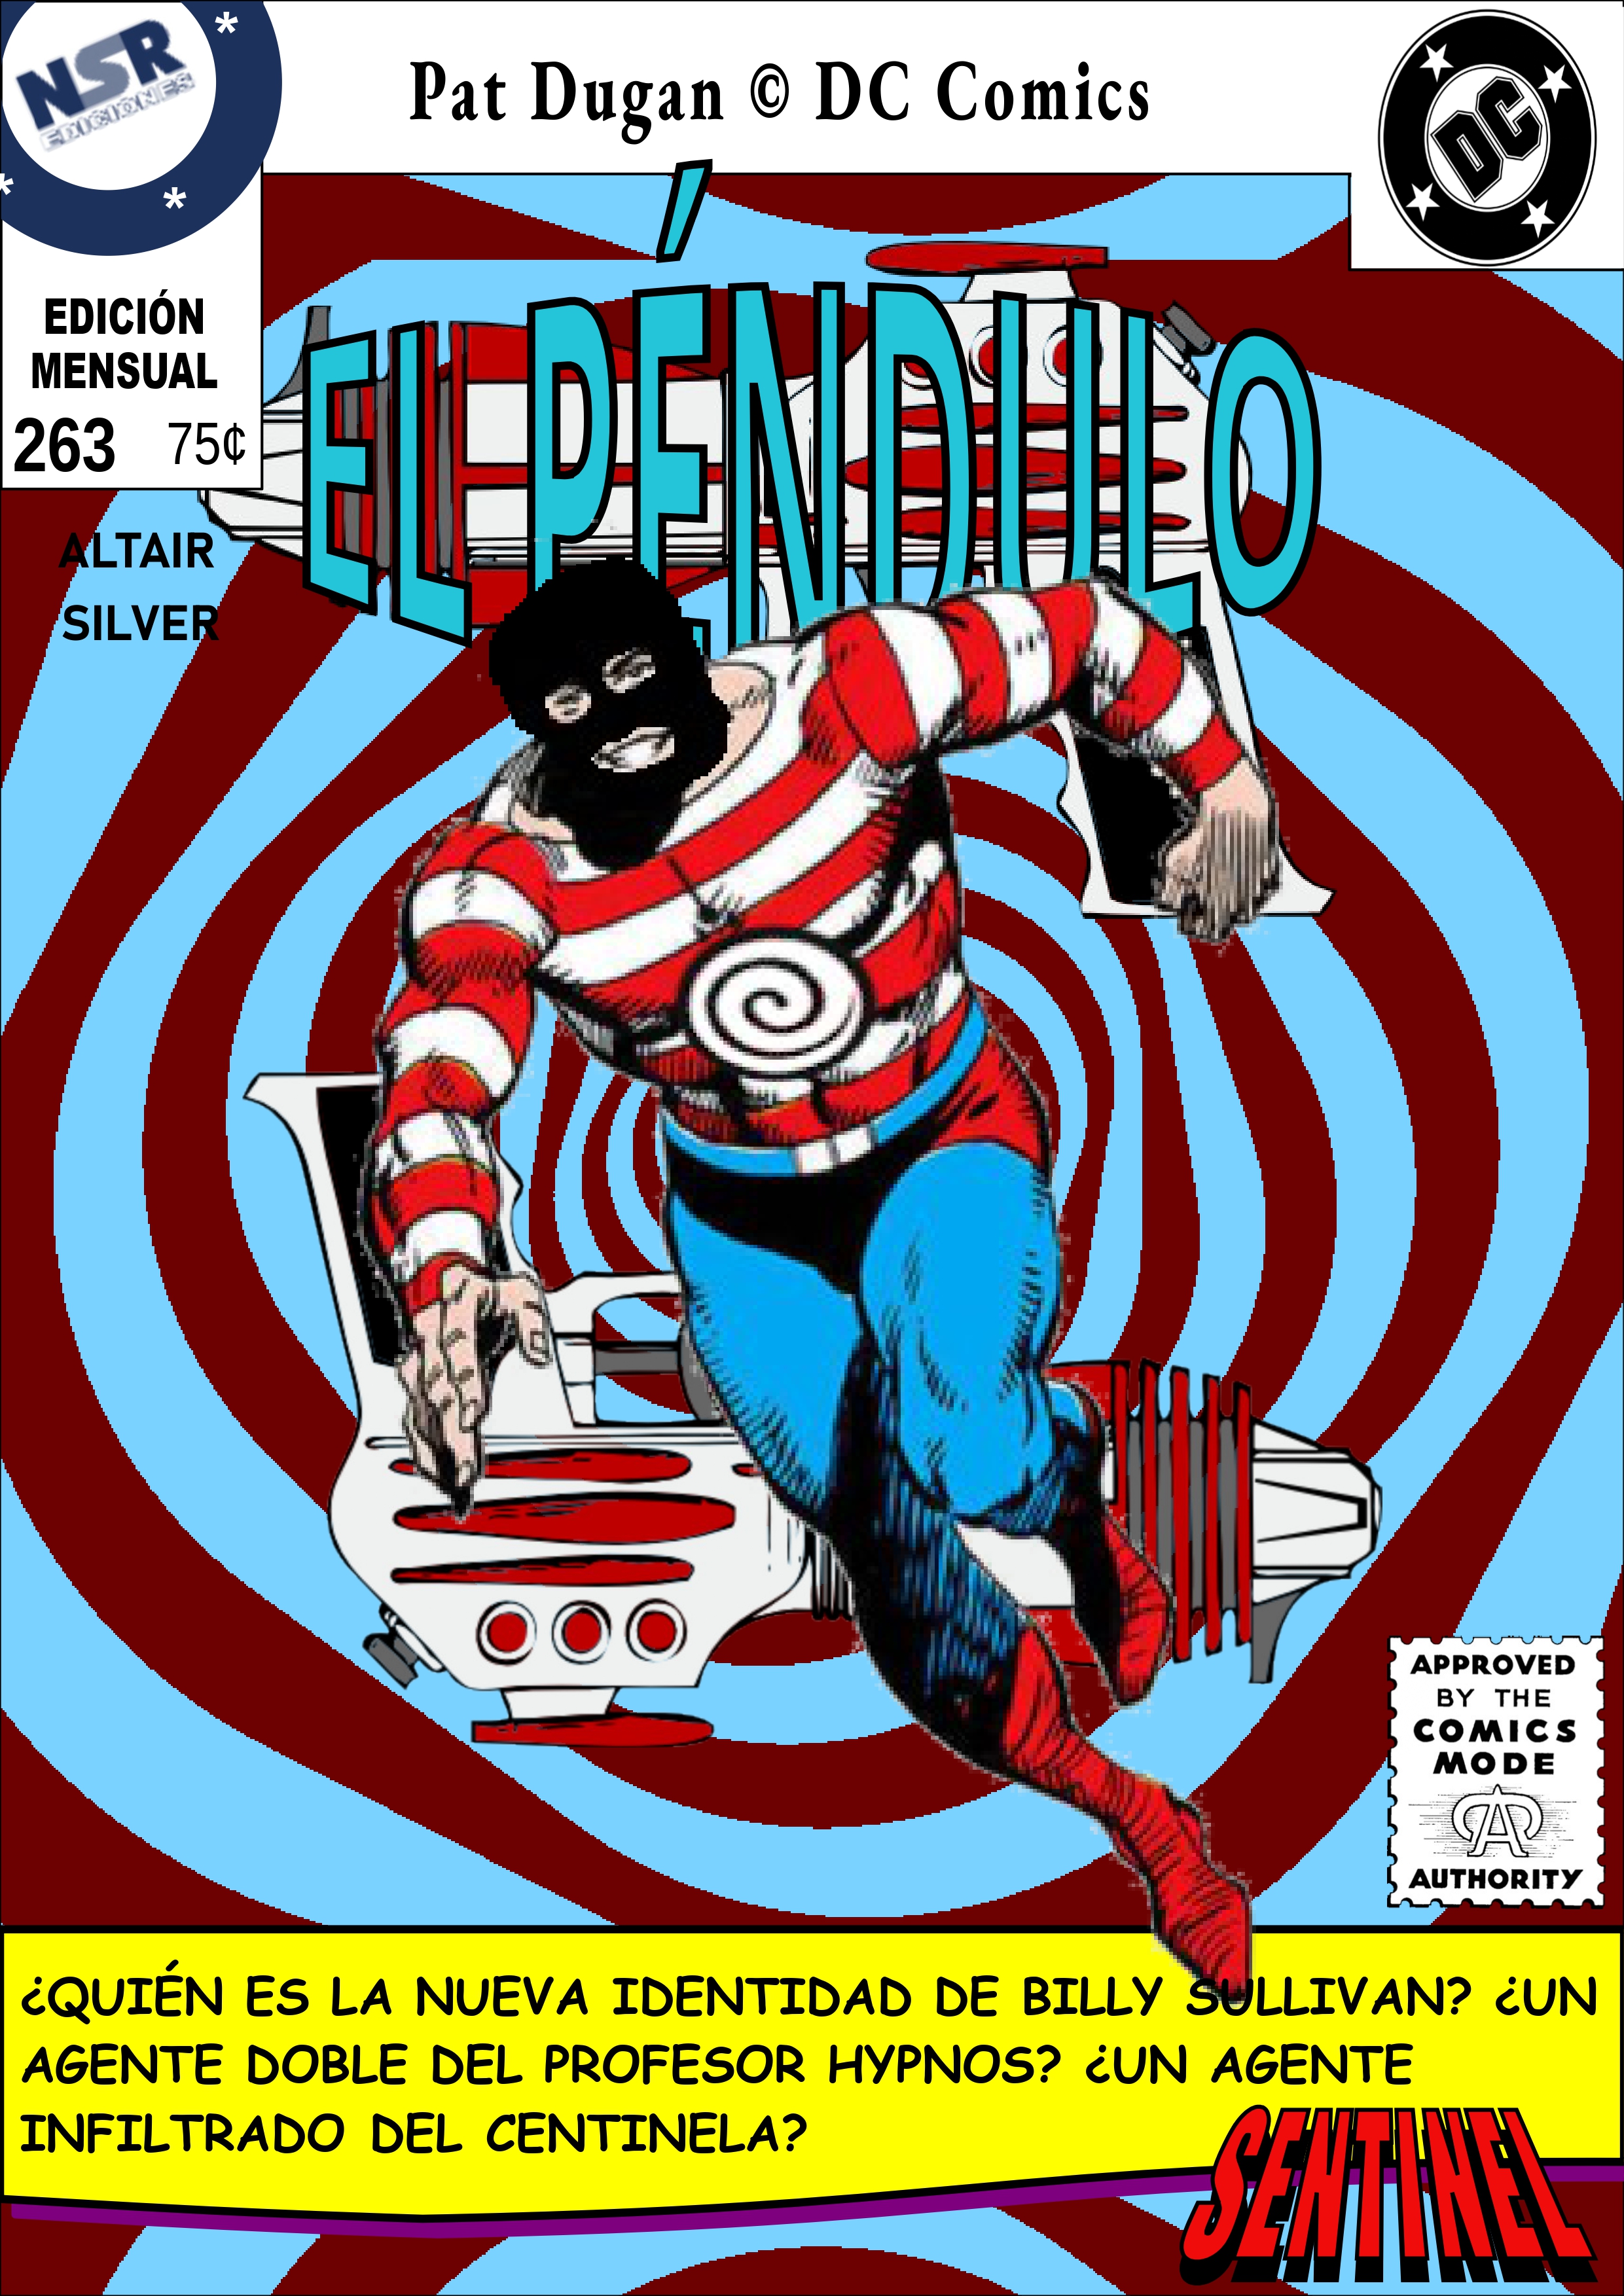 NSR
EDICIONES
Pat Dugan © DC Comics
DC
EDICIÓN
MENSUAL
263 75¢
EL PÉNDULO
ALTAIR
SILVER
APPROVED
BY THE
COMICS
MODE
CA
AUTHORITY
¿QUIÉN ES LA NUEVA IDENTIDAD DE BILLY SULLIVAN? ¿UN
AGENTE DOBLE DEL PROFESOR HYPNOS? ¿UN AGENTE
INFILTRADO DEL CENTINELA?
SENTINEL